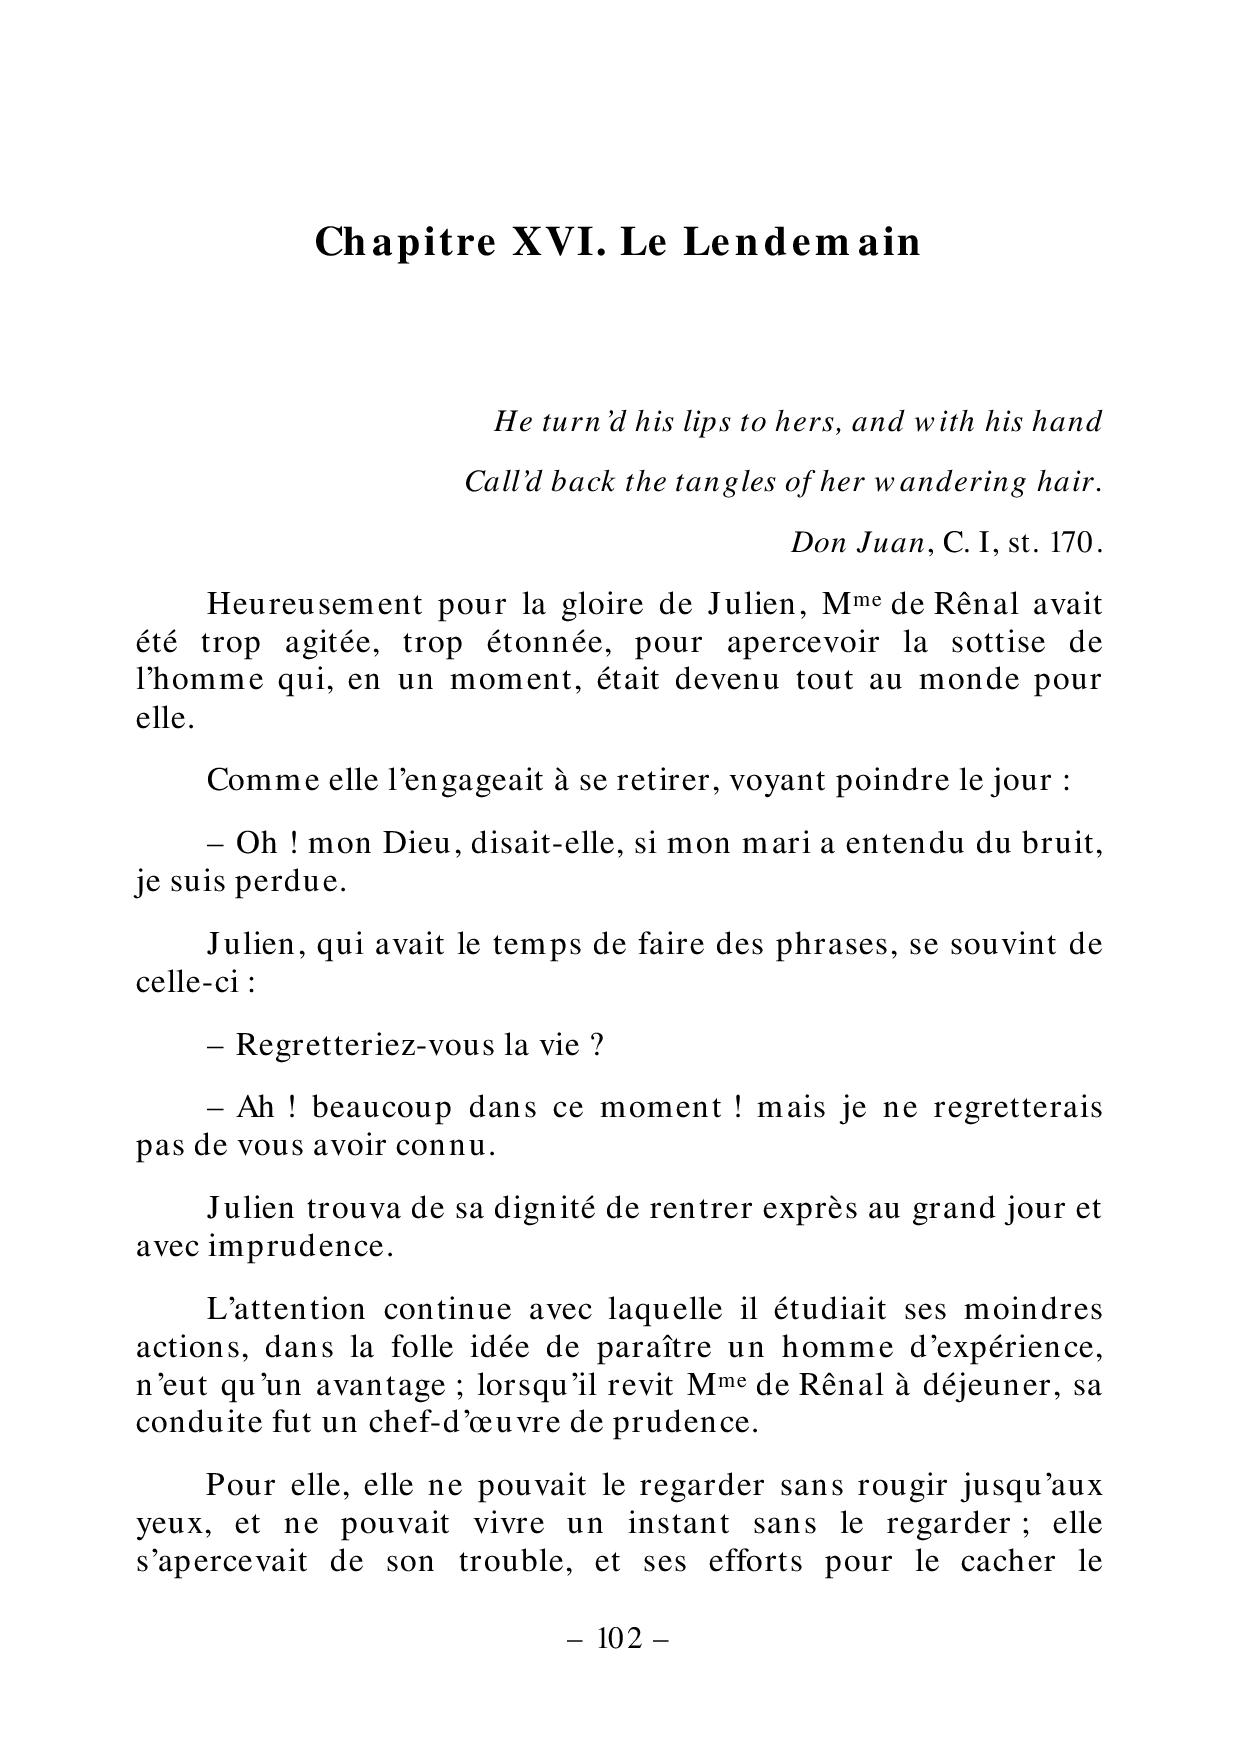 Chapitre XVI. Le Lendemain
He turn’d his lips to hers, and with his hand
Call’d back the tangles of her wandering hair.
Don Juan, C. I, st. 170.
Heureusement pour la gloire de Julien, Mme de Rênal avait
été trop agitée, trop étonnée, pour apercevoir la sottise de
l’homme qui, en un moment, était devenu tout au monde pour
elle.
Comme elle l’engageait à se retirer, voyant poindre le jour :
– Oh ! mon Dieu, disait-elle, si mon mari a entendu du bruit,
je suis perdue.
Julien, qui avait le temps de faire des phrases, se souvint de
celle-ci :
– Regretteriez-vous la vie ?
– Ah ! beaucoup dans ce moment ! mais je ne regretterais
pas de vous avoir connu.
Julien trouva de sa dignité de rentrer exprès au grand jour et
avec imprudence.
L’attention continue avec laquelle il étudiait ses moindres
actions, dans la folle idée de paraître un homme d’expérience,
n’eut qu’un avantage ; lorsqu’il revit Mme de Rênal à déjeuner, sa
conduite fut un chef-d’œuvre de prudence.
Pour elle, elle ne pouvait le regarder sans rougir jusqu’aux
yeux, et ne pouvait vivre un instant sans le regarder ; elle
s’apercevait de son trouble, et ses efforts pour le cacher le
– 102 –